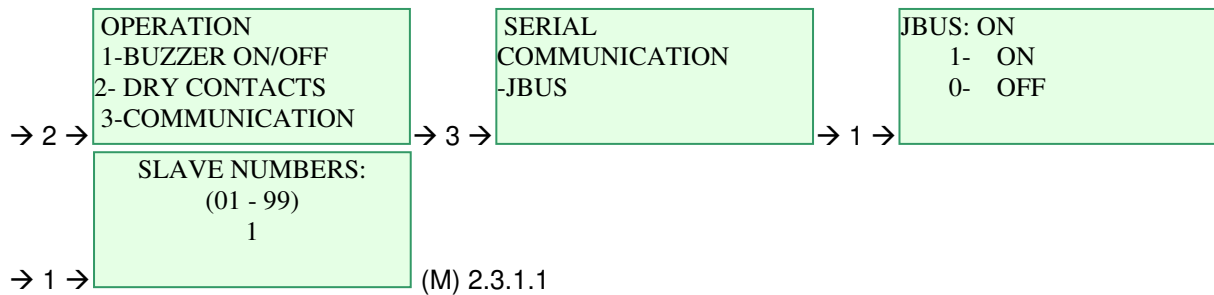 → 2 →
OPERATION
1-BUZZER ON/OFF
2- DRY CONTACTS
3-COMMUNICATION
→ 3 →
SERIAL
COMMUNICATION
-JBUS
→ 1 →
JBUS: ON
1- ON
0- OFF
→ 1 →
SLAVE NUMBERS:
(01 - 99)
1
(M) 2.3.1.1